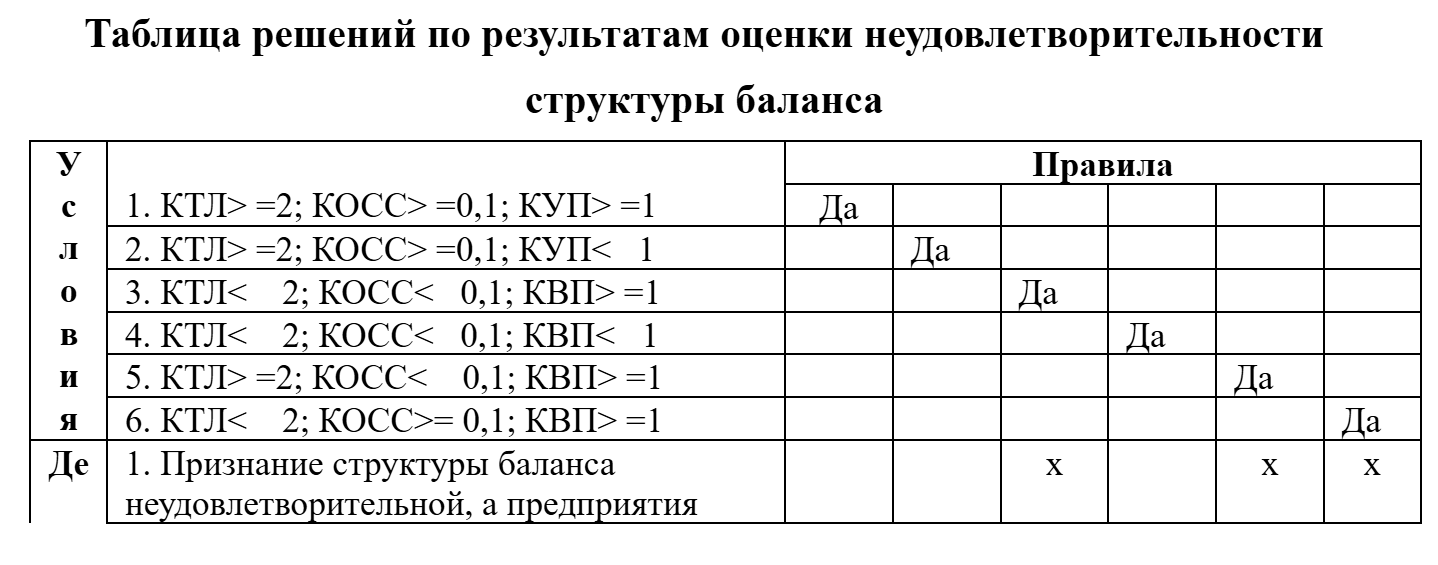 Таблица решений по результатам оценки неудовлетворительности
структуры баланса
Условия
Правила
1. КТЛ> =2; КОСС> =0,1; КУП> =1 Да
2. КТЛ> =2; КОСС> =0,1; КУП< 1 Да
3. КТЛ< 2; КОСС< 0,1; КВП> =1 Да
4. КТЛ< 2; КОСС< 0,1; КВП< 1 Да
5. КТЛ> =2; КОСС< 0,1; КВП> =1 Да
6. КТЛ< 2; КОСС>= 0,1; КВП> =1 Да
Де 1. Признание структуры баланса х х х
неудовлетворительной, а предприятия